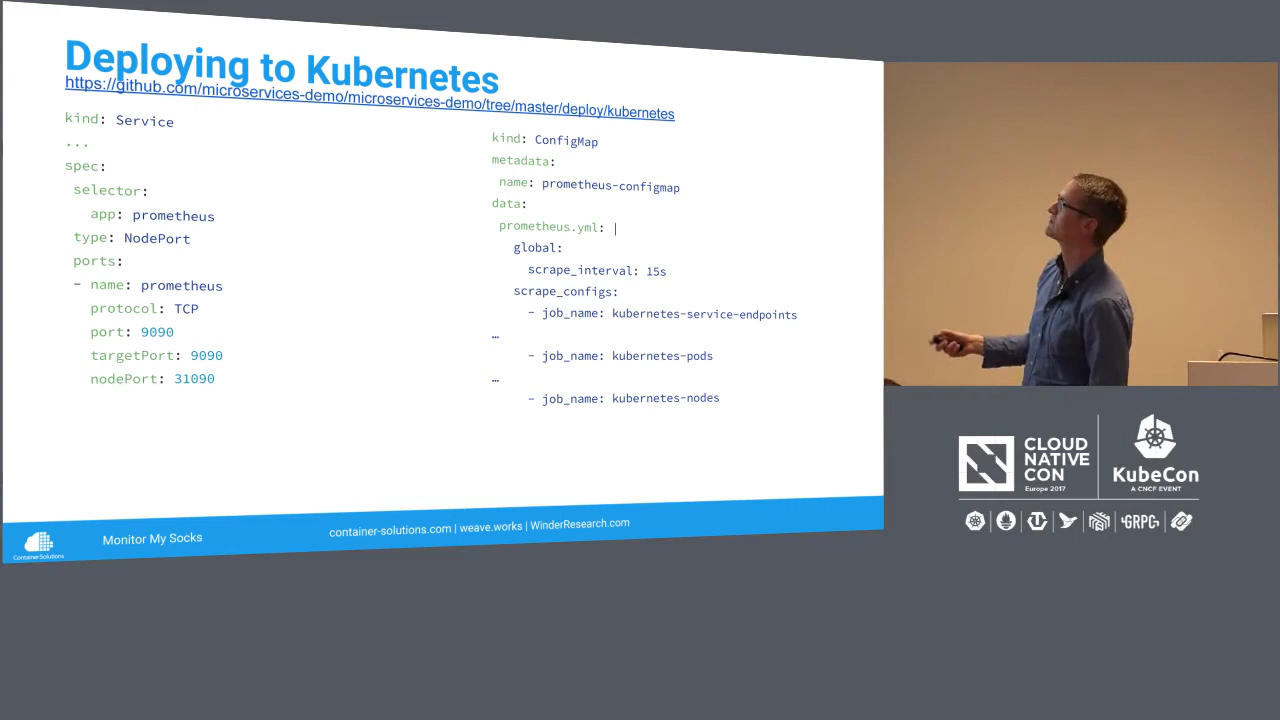 Deploying to Kubernetes
https://github.com/microservices-demo/microservices-demo/tree/master/deploy/kubernetes
kind: Service
...
spec:
selector:
app: prometheus
type: NodePort
ports:
- name: prometheus
protocol: TCP
port: 9090
targetPort: 9090
nodePort: 31090
kind: ConfigMap
metadata:
name: prometheus-configmap
data:
prometheus.yml: |
global:
scrape_interval: 15s
scrape_configs:
- job_name: kubernetes-service-endpoints
…
- job_name: kubernetes-pods
…
- job_name: kubernetes-nodes
ContainerSolutions
Monitor My Socks
container-solutions.com | weave.works | WinderResearch.com
CLOUD
NATIVE
CON
Europe 2017
KubeCon
A CNCF EVENT
GRPC